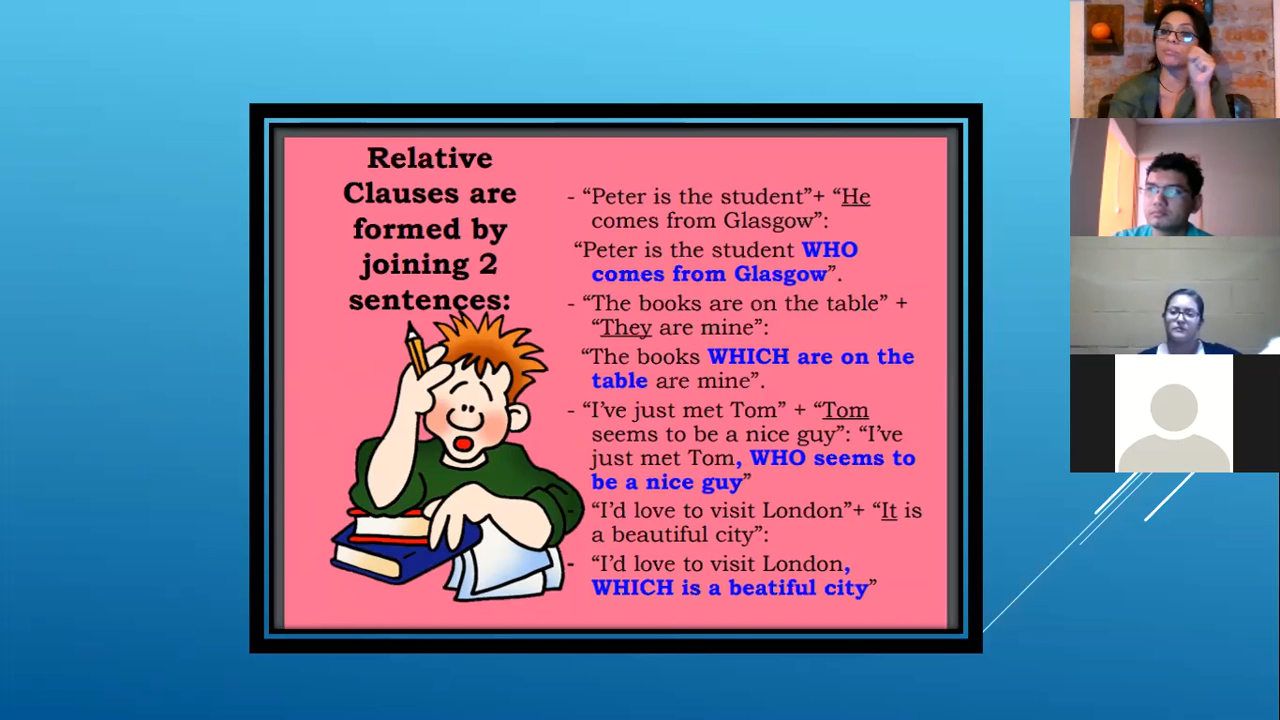 Relative
Clauses are
formed by
joining 2
sentences:
- “Peter is the student”+ “He
comes from Glasgow”:
“Peter is the student WHO
comes from Glasgow”.
- “The books are on the table” +
“They are mine”:
“The books WHICH are on the
table are mine”.
- “I’ve just met Tom” + “Tom
seems to be a nice guy”: “I’ve
just met Tom, WHO seems to
be a nice guy”
- “I’d love to visit London”+ “It is
a beautiful city”:
- “I’d love to visit London,
WHICH is a beatiful city”